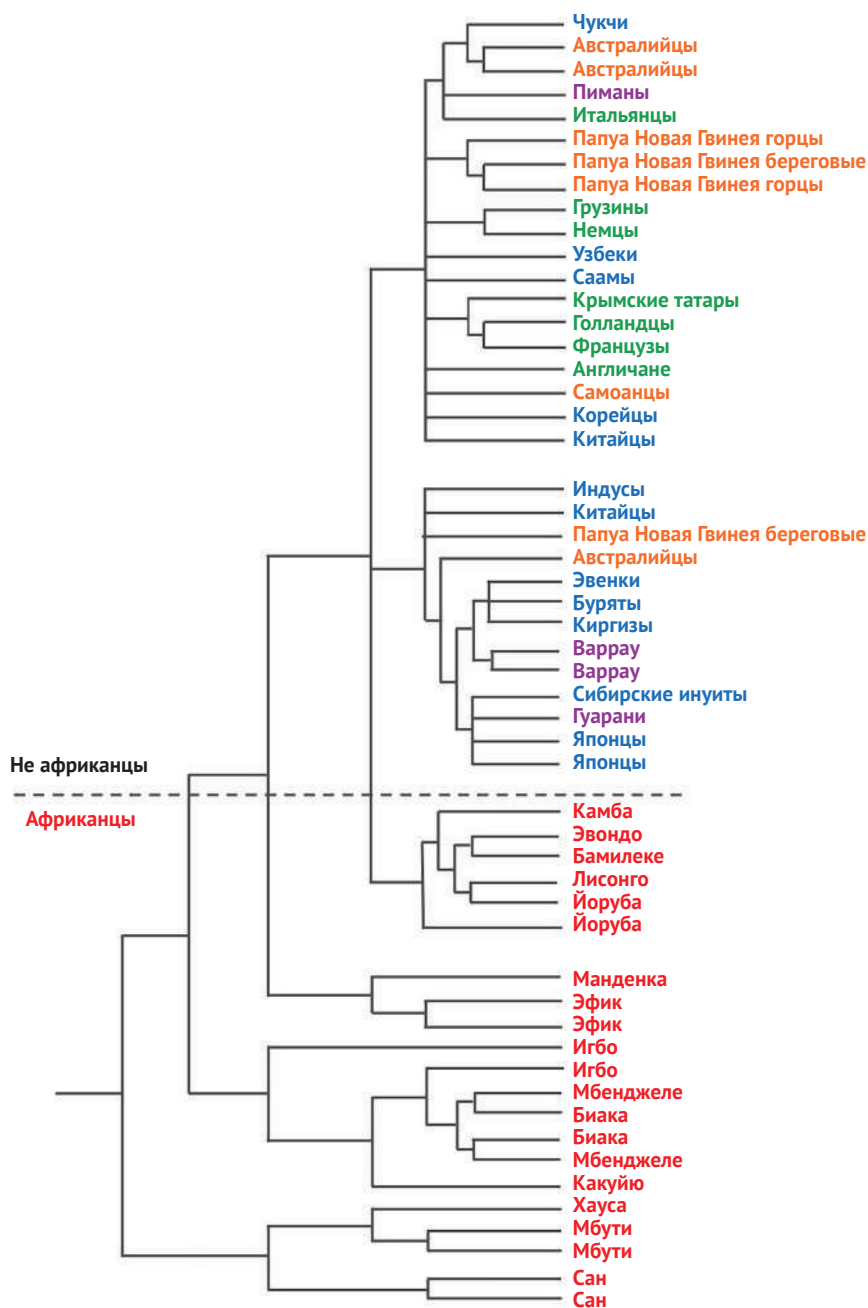 Чукчи
Австралийцы
Австралийцы
Пиманы
Итальянцы
Папуа Новая Гвинея горцы
Папуа Новая Гвинея береговые
Папуа Новая Гвинея горцы
Грузины
Немцы
Узбеки
Саамы
Крымские татары
Голландцы
Французы
Англичане
Самоанцы
Корейцы
Китайцы
Индусы
Китайцы
Папуа Новая Гвинея береговые
Австралийцы
Эвенки
Буряты
Киргизы
Варрау
Варрау
Сибирские инуиты
Гуарани
Японцы
Японцы
Не африканцы
Африканцы
Камба
Эвондо
Бамилеке
Лисонго
Йоруба
Йоруба
Манденка
Эфик
Эфик
Игбо
Игбо
Мбенджеле
Биака
Биака
Мбенджеле
Какуйю
Хауса
Мбути
Мбути
Сан
Сан